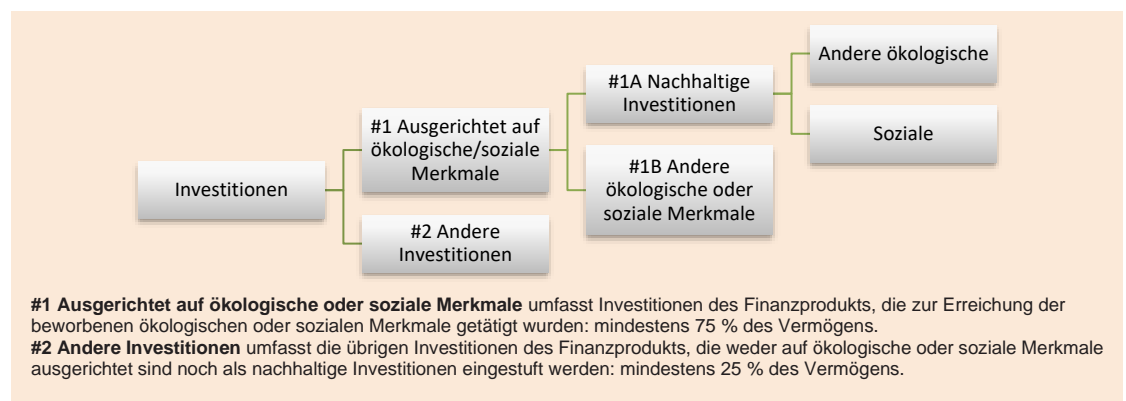 Andere ökologische
#1A Nachhaltige
Investitionen
#1 Ausgerichtet auf
ökologische/soziale
Merkmale
Soziale
Investitionen
#1B Andere
ökologische oder
soziale Merkmale
#2 Andere
Investitionen
#1 Ausgerichtet auf ökologische oder soziale Merkmale umfasst Investitionen des Finanzprodukts, die zur Erreichung der
beworbenen ökologischen oder sozialen Merkmale getätigt wurden: mindestens 75 % des Vermögens.
#2 Andere Investitionen umfasst die übrigen Investitionen des Finanzprodukts, die weder auf ökologische oder soziale Merkmale
ausgerichtet sind noch als nachhaltige Investitionen eingestuft werden: mindestens 25 % des Vermögens.